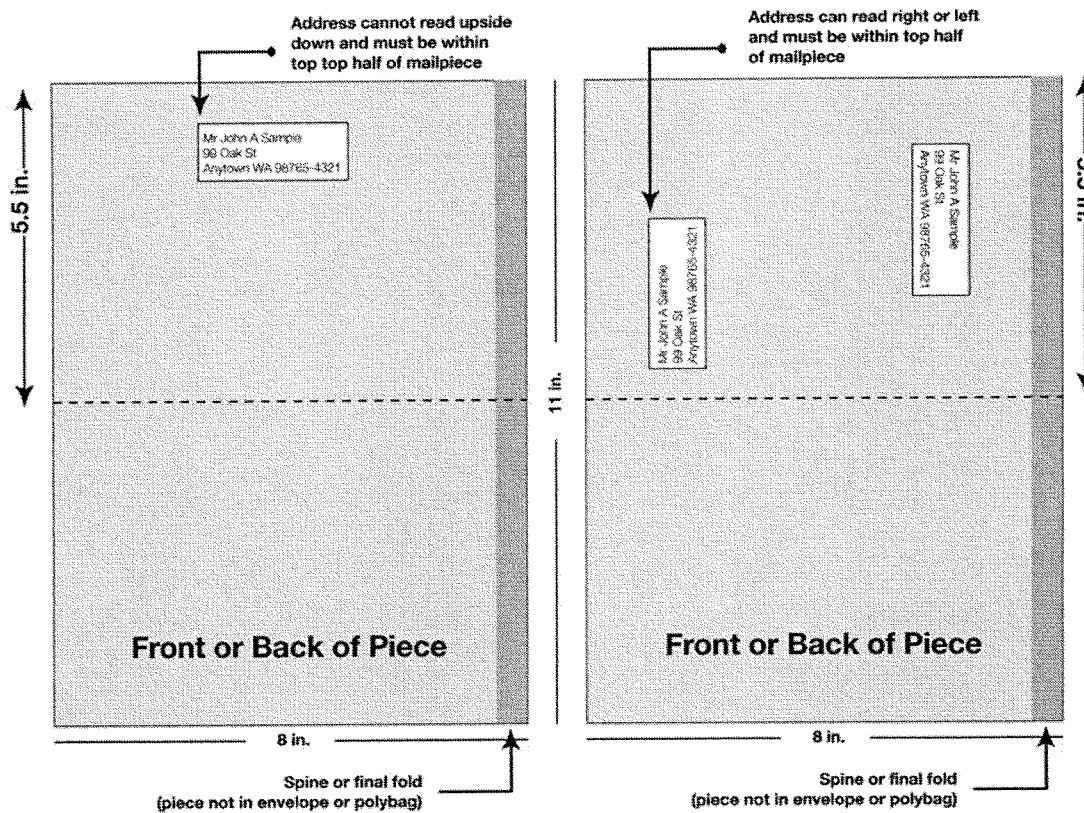 Address cannot read upside
down and must be within
top top half of mailpiece
5.5 in.
Mr John A Sample
99 Oak St
Anytown WA 98765-4321
Front or Back of Piece
8 in.
Spine or final fold
(piece not in envelope or polybag)
11 in.
Address can read right or left
and must be within top half
of mailpiece
Mr John A Sample
99 Oak St
Anytown WA 98765-4321
Mr John A Sample
99 Oak St
Anytown WA 98765-4321
Front or Back of Piece
8 in.
Spine or final fold
(piece not in envelope or polybag)